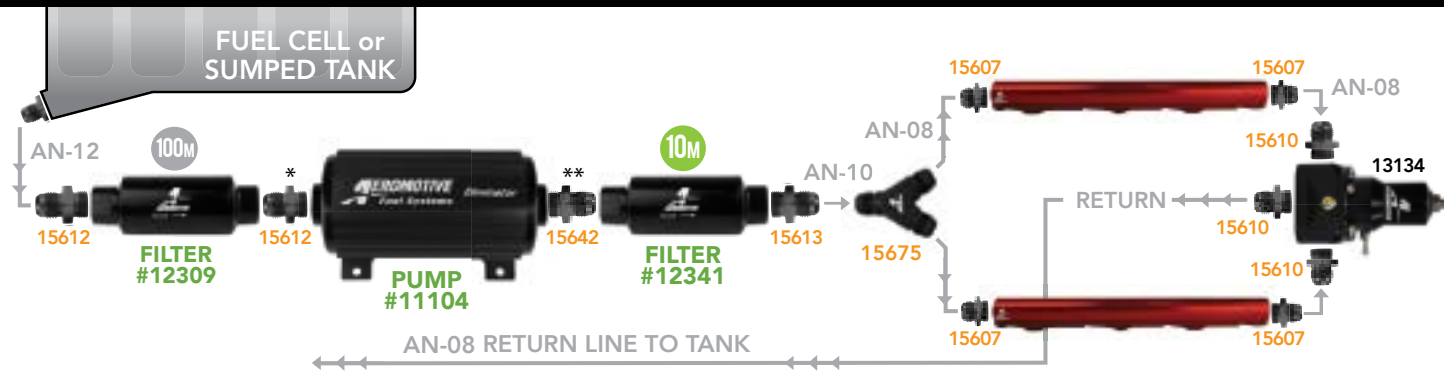 FUEL CELL or
SUMPED TANK
AN-12
100M
15612
FILTER
#12309
*
15612
AEROMOTIVE
Fuel Systems
Eliminator
PUMP
#11104
**
15642
10M
FILTER
#12341
15613
AN-10
15675
AN-08
15607
15607
AN-08
15610
13134
RETURN
15610
15610
15607
15607
AN-08 RETURN LINE TO TANK